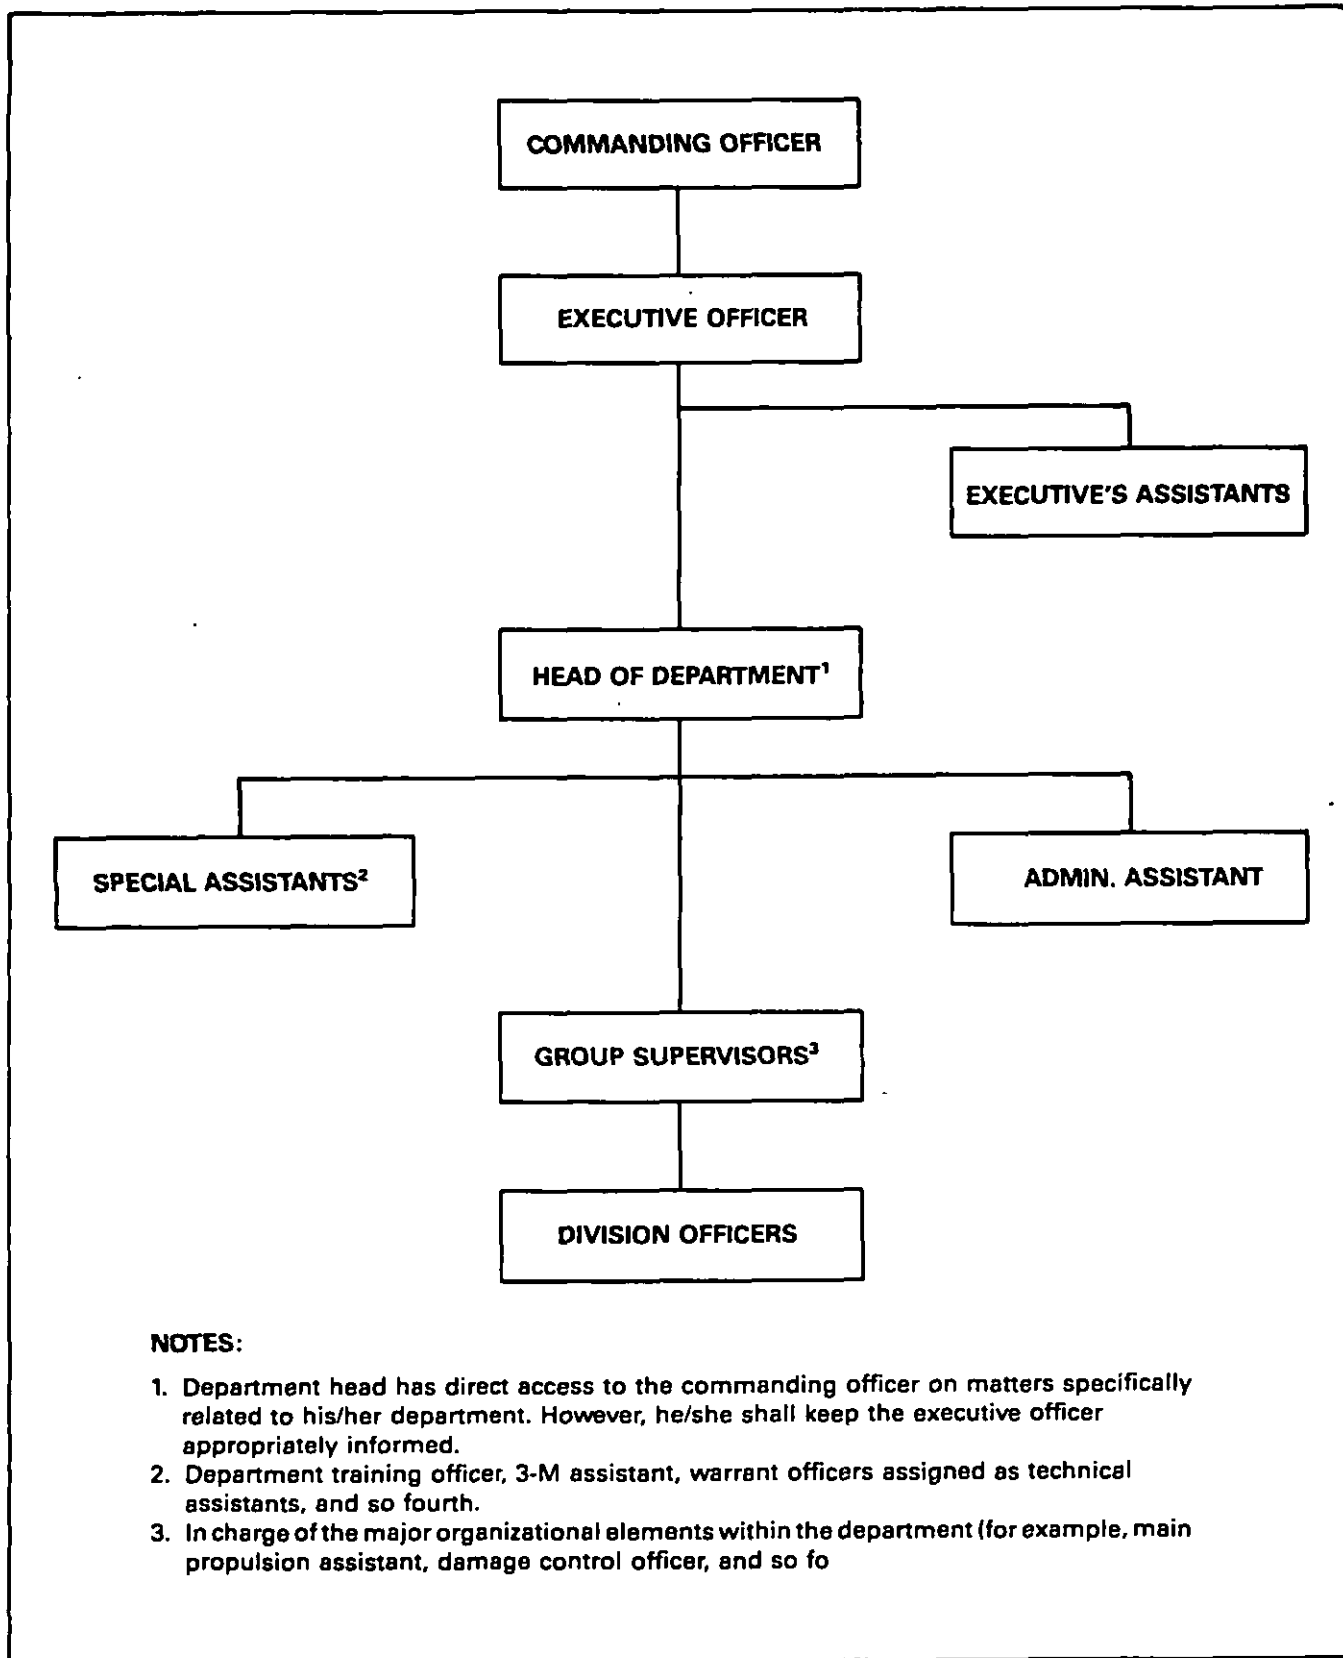 COMMANDING OFFICER
EXECUTIVE OFFICER
EXECUTIVE'S ASSISTANTS
HEAD OF DEPARTMENT¹
SPECIAL ASSISTANTS²
ADMIN. ASSISTANT
GROUP SUPERVISORS³
DIVISION OFFICERS
NOTES:
1. Department head has direct access to the commanding officer on matters specifically
related to his/her department. However, he/she shall keep the executive officer
appropriately informed.
2. Department training officer, 3-M assistant, warrant officers assigned as technical
assistants, and so fourth.
3. In charge of the major organizational elements within the department (for example, main
propulsion assistant, damage control officer, and so fo